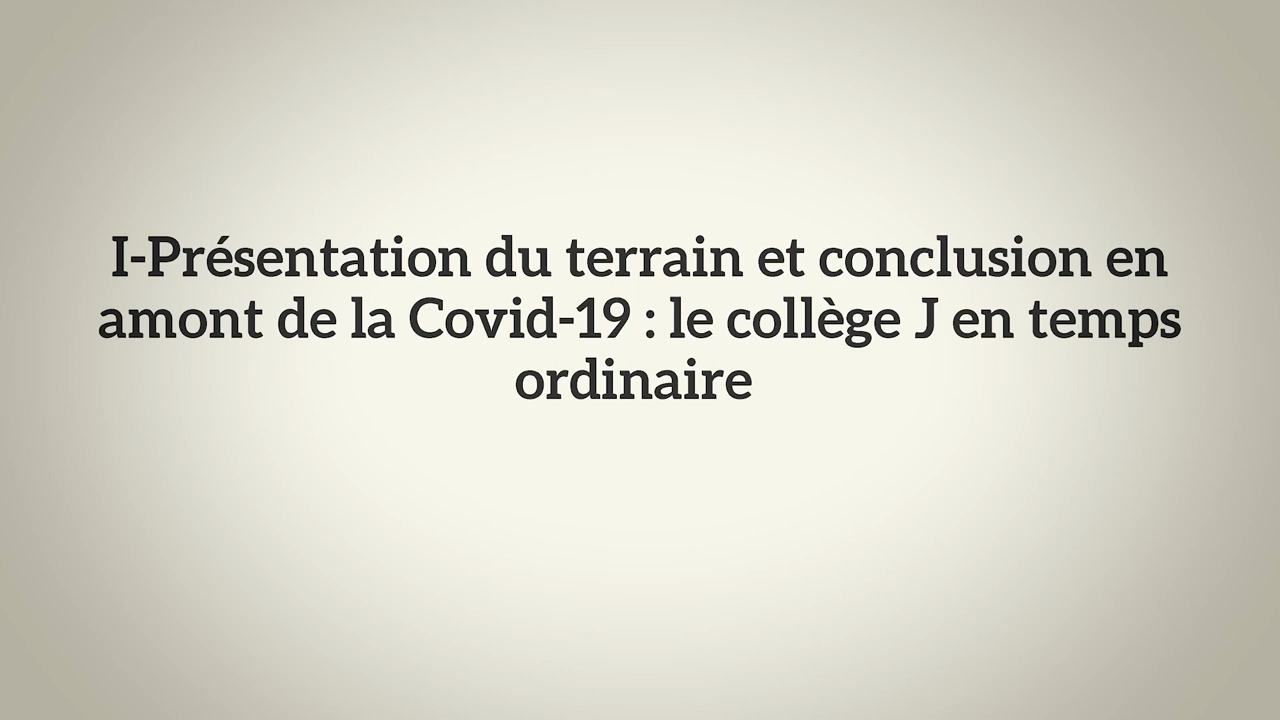 I-Présentation du terrain et conclusion en
amont de la Covid-19 : le collège J en temps
ordinaire